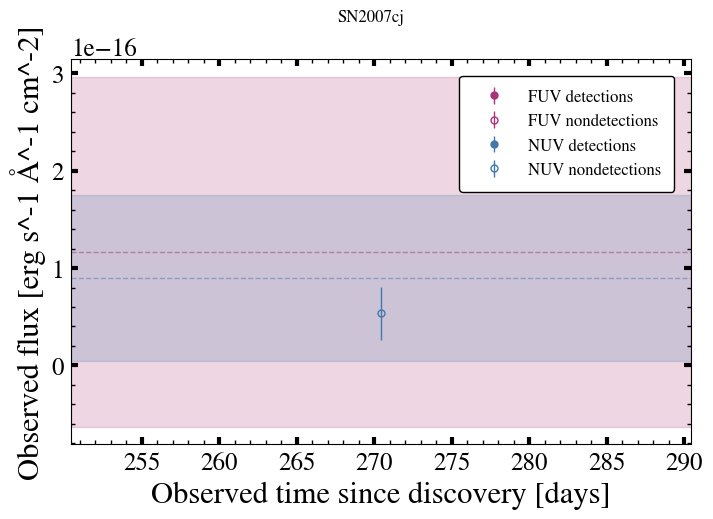 SN2007cj
1e−16
Observed flux [erg s^-1 Å^-1 cm^-2]
3
2
1
0
FUV detections
FUV nondetections
NUV detections
NUV nondetections
255 260 265 270 275 280 285 290
Observed time since discovery [days]